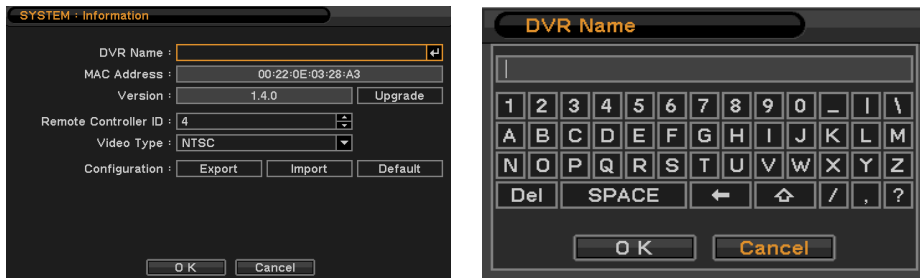 SYSTEM : Information
DVR Name :
MAC Address : 00:22:0E:03:28:A3
Version : 1.4.0 Upgrade
Remote Controller ID : 4
Video Type : NTSC
Configuration : Export Import Default
O K Cancel
DVR Name
1 2 3 4 5 6 7 8 9 0 _ | \
A B C D E F G H I J K L M
N O P Q R S T U V W X Y Z
Del SPACE ← ⇧ / , ?
O K Cancel